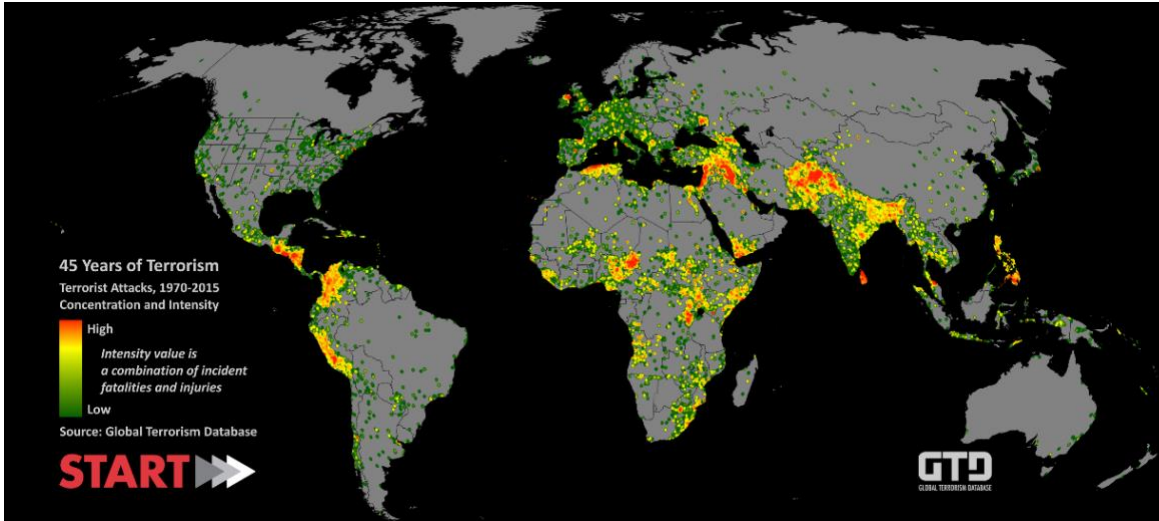 45 Years of Terrorism
Terrorist Attacks, 1970-2015
Concentration and Intensity
High
Intensity value is
a combination of incident
fatalities and injuries
Low
Source: Global Terrorism Database
START
GTD
GLOBAL TERRORISM DATABASE